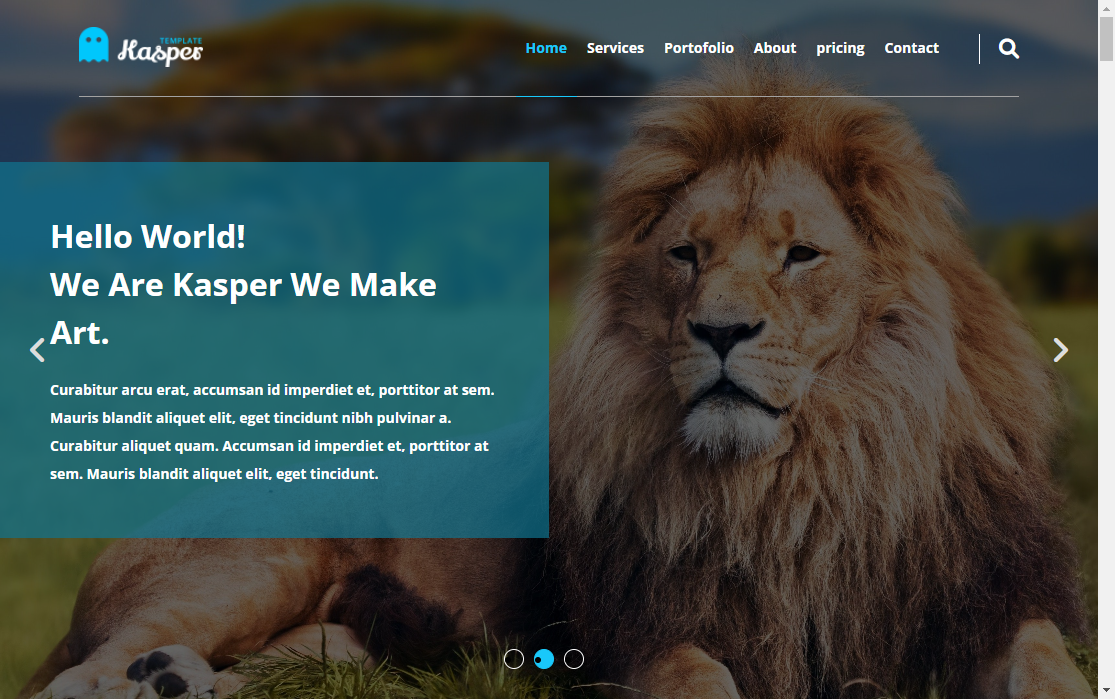 TEMPLATE
Kasper
Home Services Portofolio About pricing Contact
Hello World!
We Are Kasper We Make
Art.
Curabitur arcu erat, accumsan id imperdiet et, porttitor at sem.
Mauris blandit aliquet elit, eget tincidunt nibh pulvinar a.
Curabitur aliquet quam. Accumsan id imperdiet et, porttitor at
sem. Mauris blandit aliquet elit, eget tincidunt.